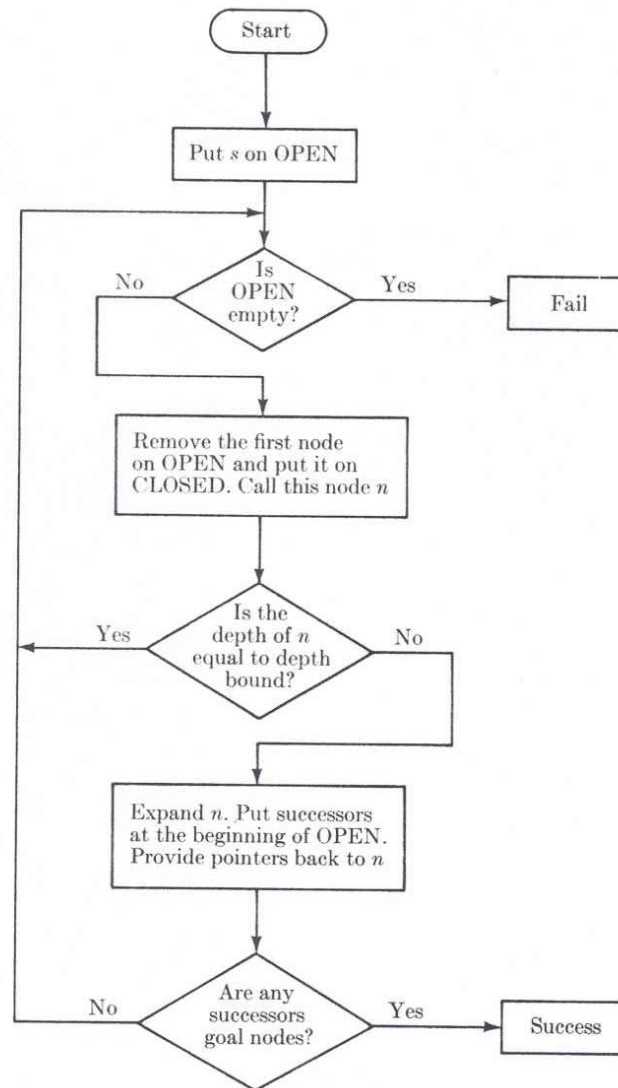 Start
Put s on OPEN
Is
OPEN
empty?
No
Yes
Fail
Remove the first node
on OPEN and put it on
CLOSED. Call this node n
Is the
depth of n
equal to depth
bound?
Yes
No
Expand n. Put successors
at the beginning of OPEN.
Provide pointers back to n
Are any
successors
goal nodes?
No
Yes
Success